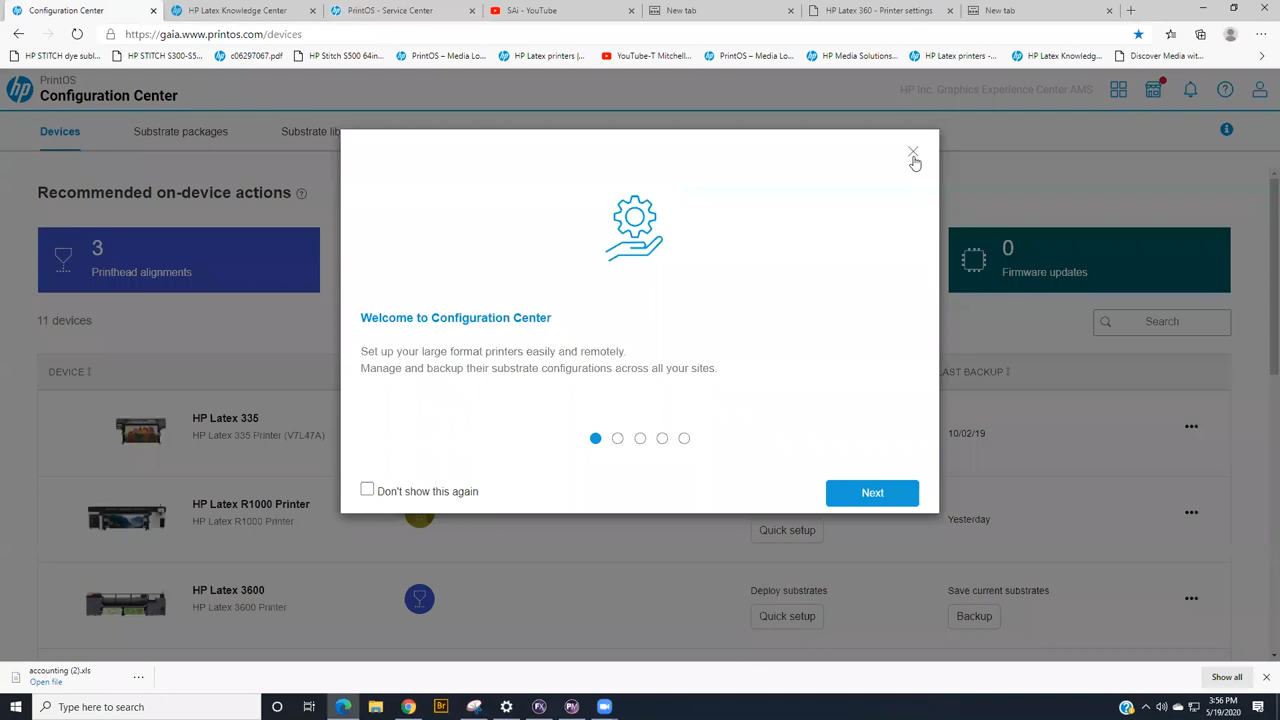 Configuration Center
HP Latex Knowledge Center
PrintOS - Service Center
SAi - YouTube
New tab
HP Latex 360 - Printer settings
New tab
https://gaia.www.printos.com/devices
HP STITCH dye subl...
HP STITCH S300-S5...
c06297067.pdf
HP Stitch S500 64in...
PrintOS – Media Lo...
HP Latex printers |...
YouTube-T Mitchell...
PrintOS – Media Lo...
HP Media Solutions...
HP Latex printers -...
HP Latex Knowledg...
Discover Media wit...
hp
PrintOS
Configuration Center
HP Inc. Graphics Experience Center AMS
Devices
Substrate packages
Substrate lib
Recommended on-device actions
3
Printhead alignments
0
Firmware updates
11 devices
Search
DEVICE
LAST BACKUP
Welcome to Configuration Center
Set up your large format printers easily and remotely.
Manage and backup their substrate configurations across all your sites.
Don't show this again
Next
HP Latex 335
HP Latex 335 Printer (V7L47A)
10/02/19
HP Latex R1000 Printer
HP Latex R1000 Printer
Quick setup
Yesterday
HP Latex 3600
HP Latex 3600 Printer
Deploy substrates
Quick setup
Save current substrates
Backup
accounting (2).xls
Open file
Show all
Type here to search
Br
FX
PM
3:56 PM
5/19/2020